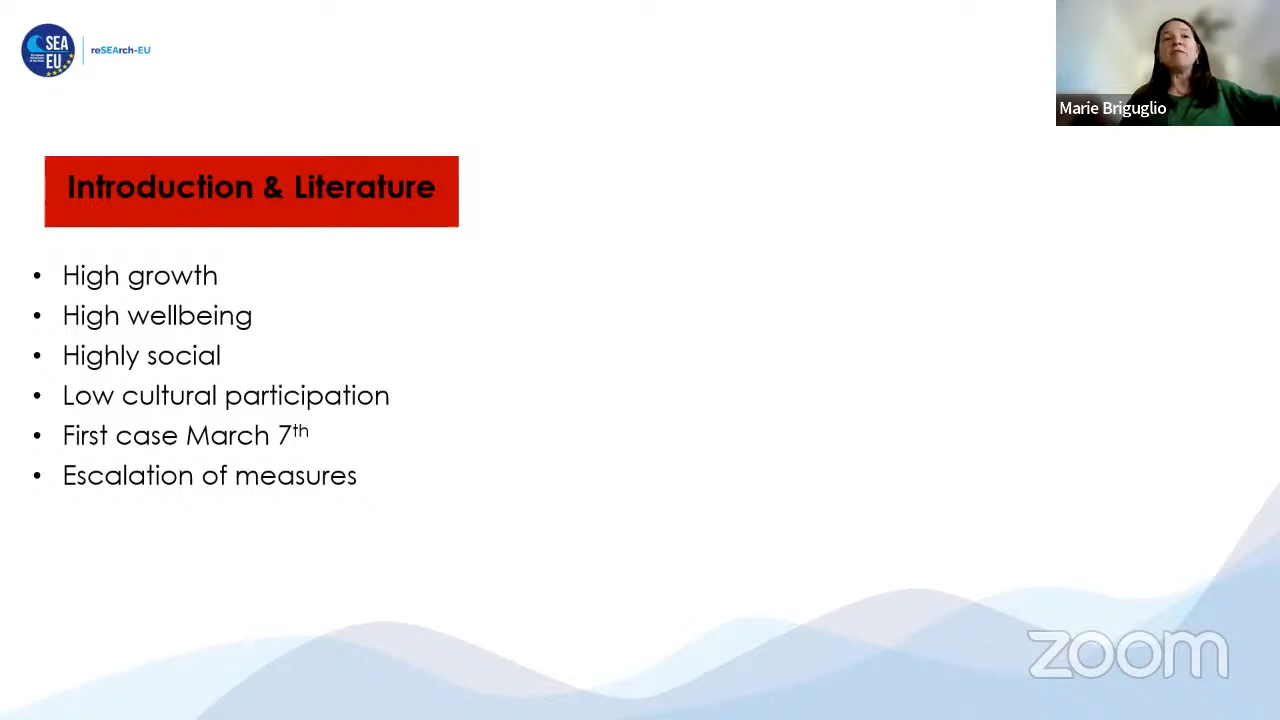 SEA
EU
reSEArch-EU
Marie Briguglio
Introduction & Literature
• High growth
• High wellbeing
• Highly social
• Low cultural participation
• First case March 7th
• Escalation of measures
zoom